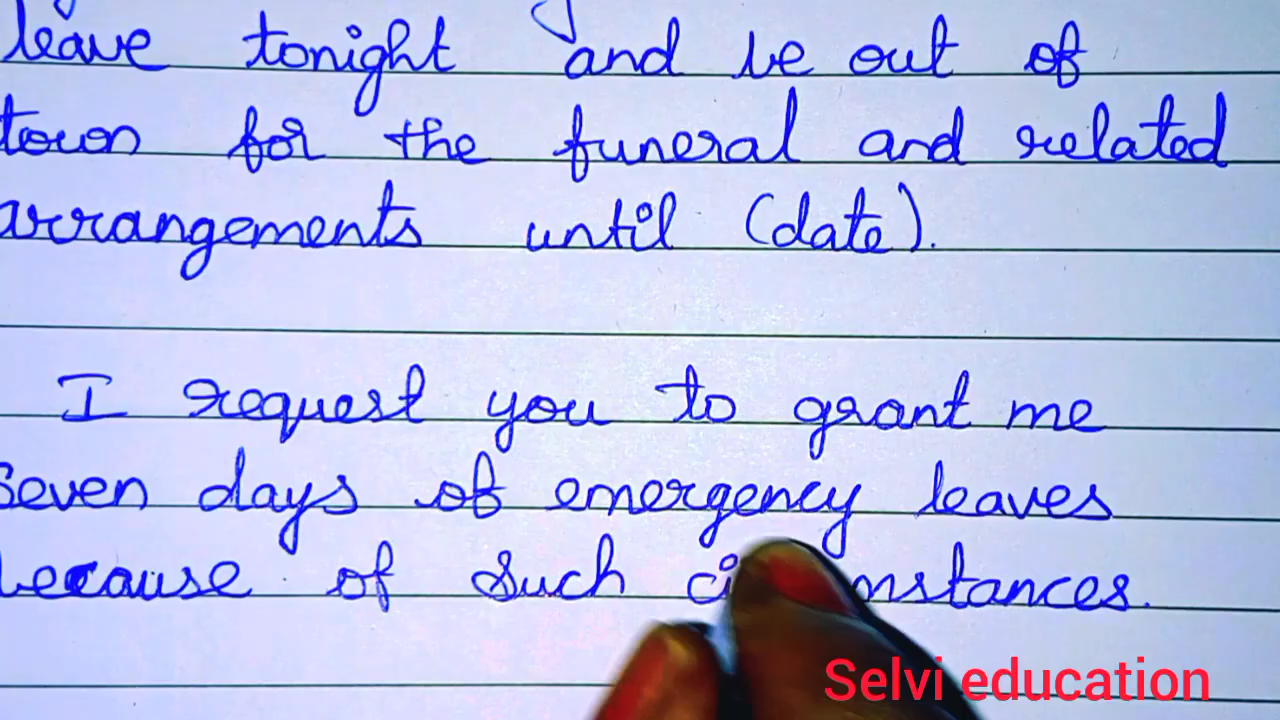 leave tonight and be out of
town for the funeral and related
arrangements until (date).
I request you to grant me
seven days of emergency leaves
because of such
Selvi education